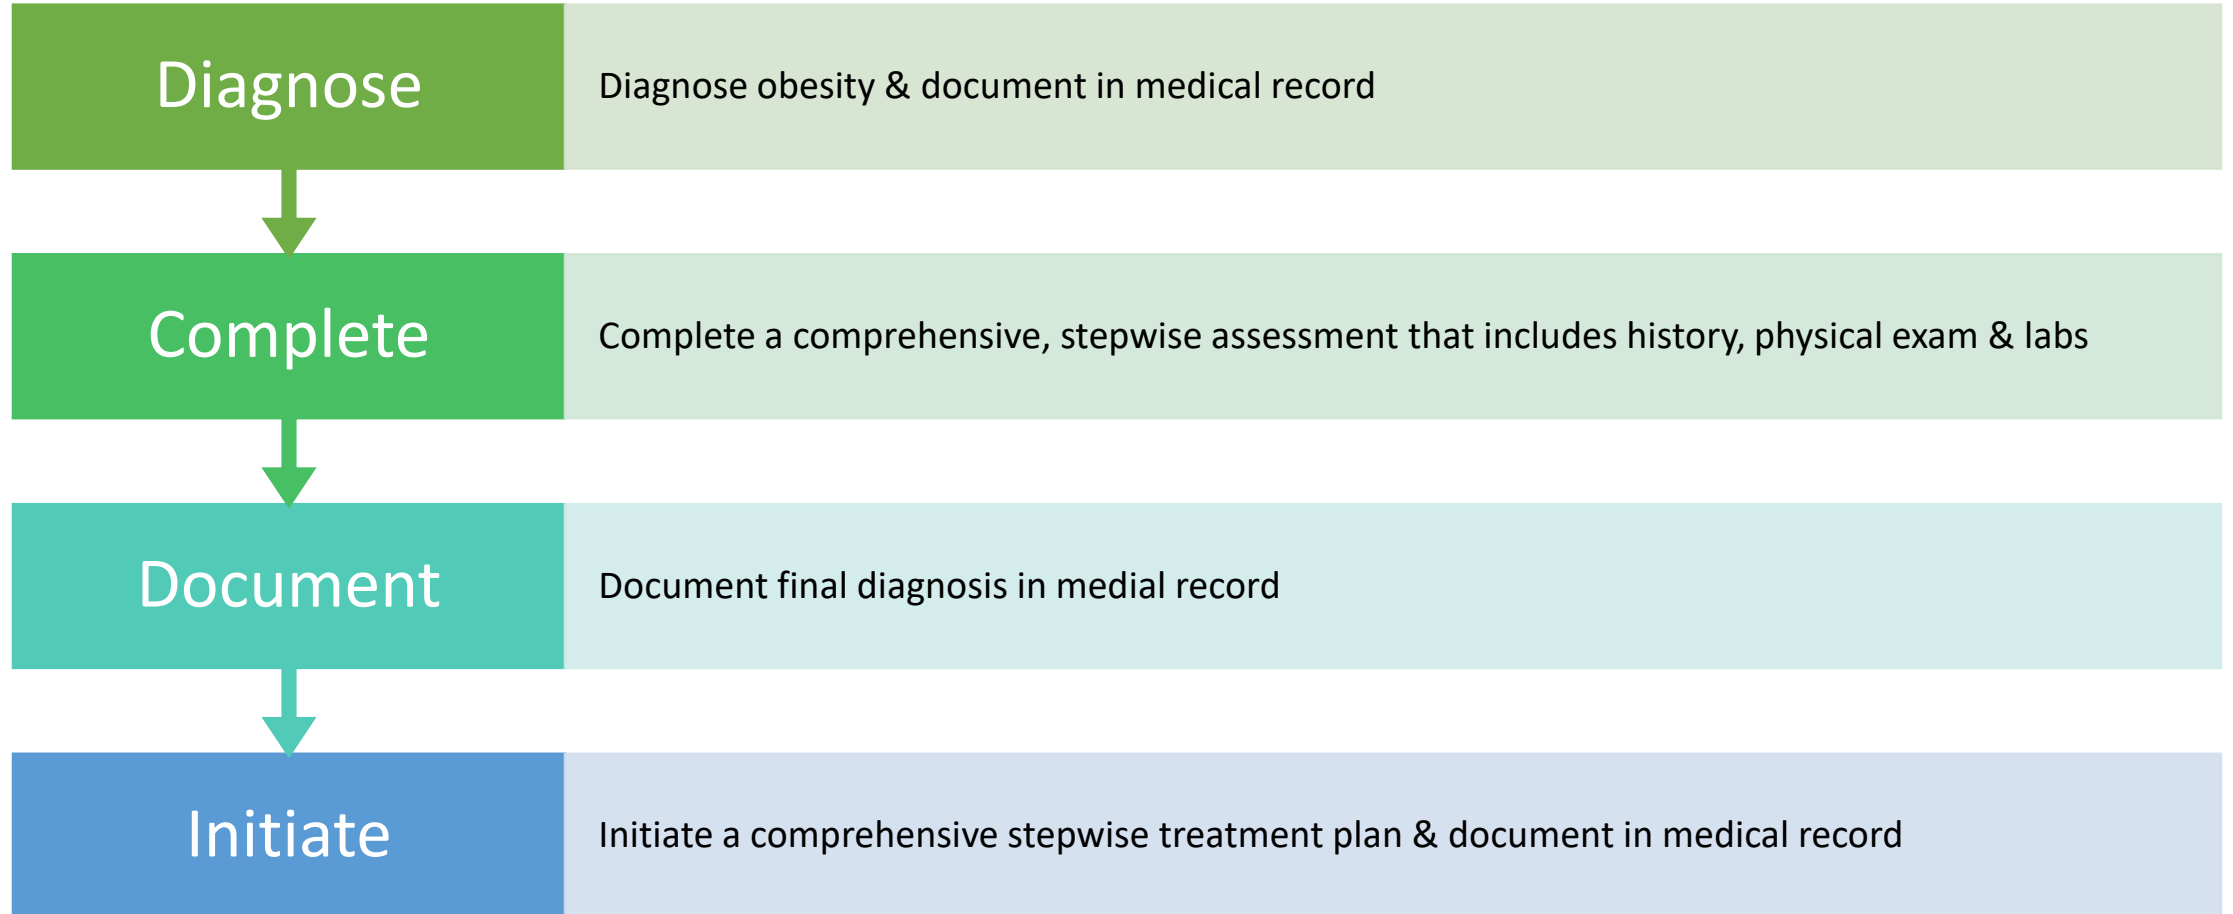 Diagnose
Diagnose obesity & document in medical record
Complete
Complete a comprehensive, stepwise assessment that includes history, physical exam & labs
Document
Document final diagnosis in medial record
Initiate
Initiate a comprehensive stepwise treatment plan & document in medical record